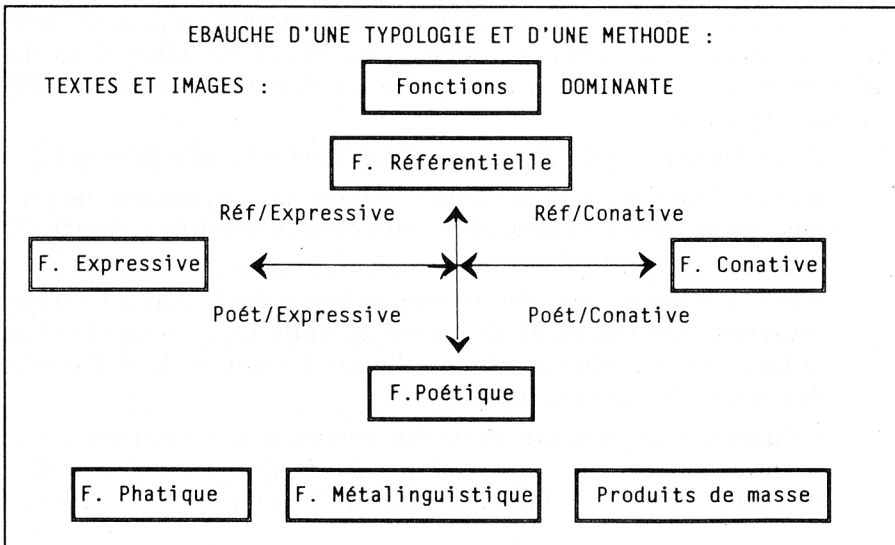 EBAUCHE D'UNE TYPOLOGIE ET D'UNE METHODE :
TEXTES ET IMAGES : Fonctions DOMINANTE
F. Référentielle
Réf/Expressive Réf/Conative
F. Expressive F. Conative
Poét/Expressive Poét/Conative
F.Poétique
F. Phatique F. Métalinguistique Produits de masse